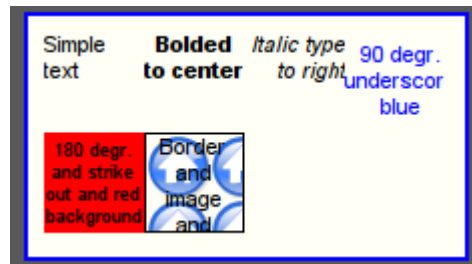 Simple
text
Bolded
to center
Italic type
to right
90 degr.
underscor
blue
180 degr.
and strike
out and red
background
Border
and
image
and